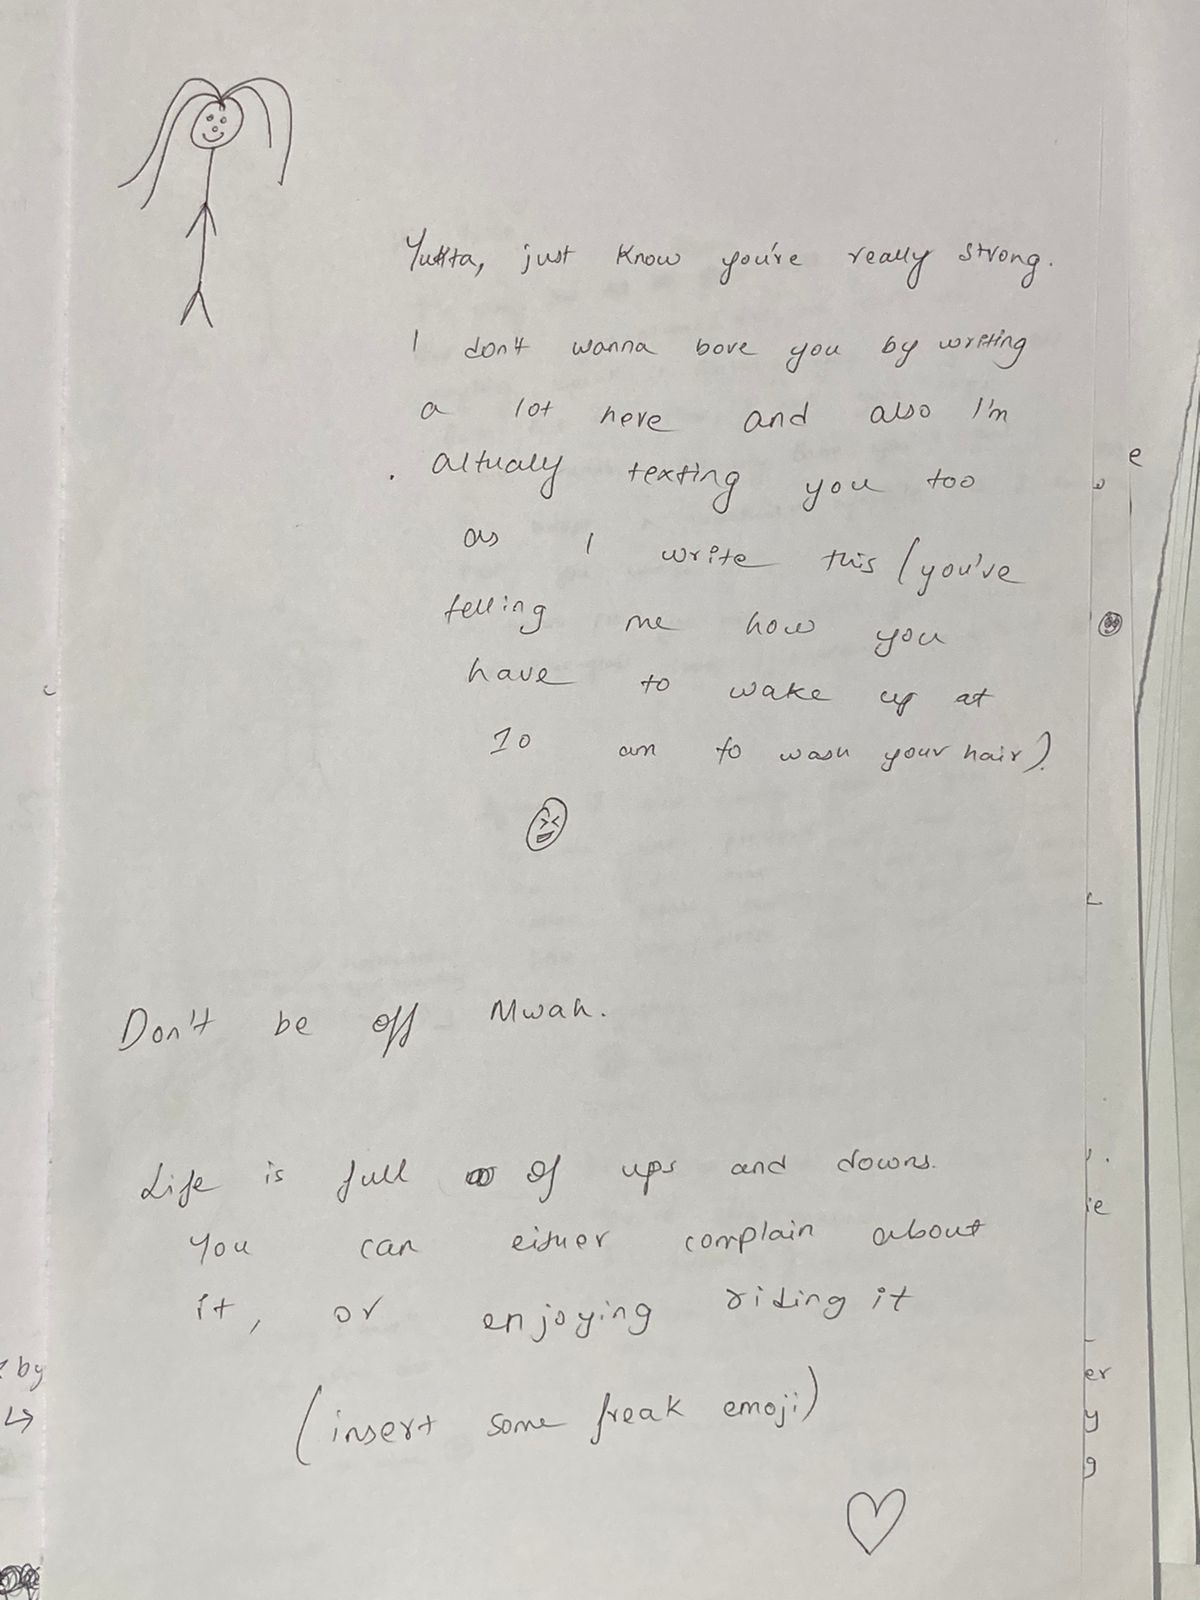 Yukta, just know you're really strong.
I don't wanna bore you by writing
a lot here and also I'm
altualy texting you too
as I write this (you've
telling me how you
have to wake up at
10 am to wash your hair).
Don't be off Mwah.
Life is full of ups and downs.
You can either complain about
it, or enjoying riding it
(insert some freak emoji)
e
ie
er
y
g
by